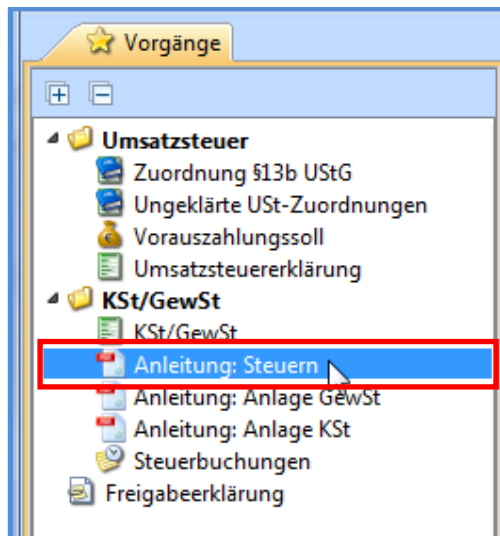 Vorgänge
Umsatzsteuer
Zuordnung §13b UStG
Ungeklärte USt-Zuordnungen
Vorauszahlungssoll
Umsatzsteuererklärung
KSt/GewSt
KSt/GewSt
Anleitung: Steuern
Anleitung: Anlage GewSt
Anleitung: Anlage KSt
Steuerbuchungen
Freigabeerklärung